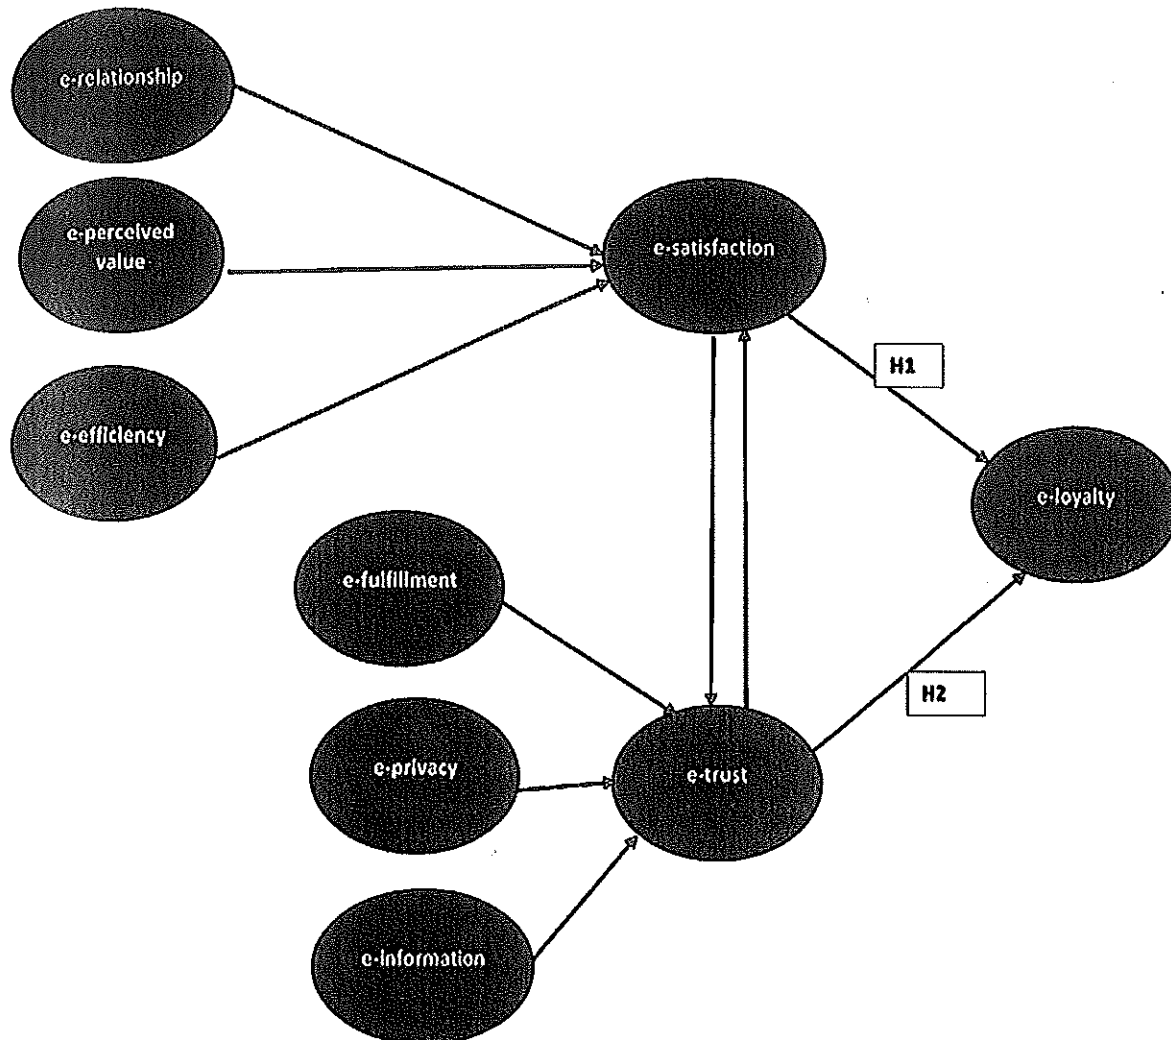 e-relationship
e-perceived
value
e-satisfaction
H1
e-efficiency
e-loyalty
e-fulfillment
H2
e-privacy
e-trust
e-information